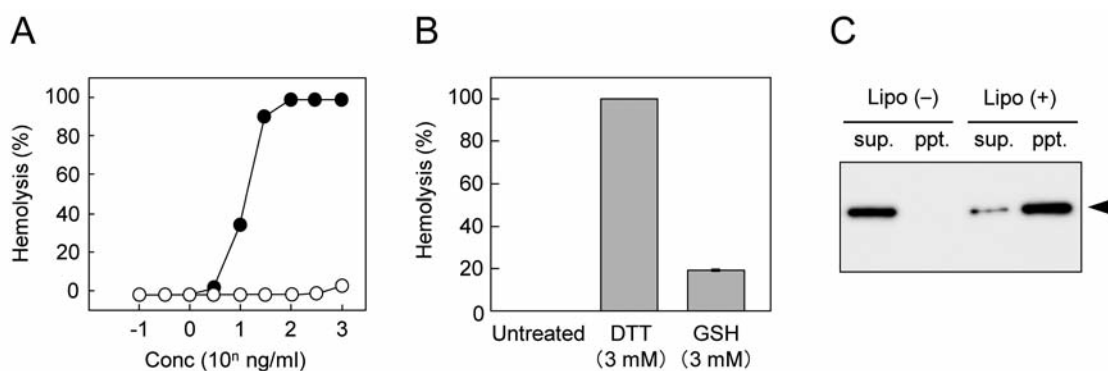 A
Hemolysis (%)
100
80
60
40
20
0
-1 0 1 2 3
Conc (10ⁿ ng/ml)
B
Hemolysis (%)
100
80
60
40
20
0
Untreated DTT GSH
(3 mM) (3 mM)
C
Lipo (–) Lipo (+)
sup. ppt. sup. ppt.